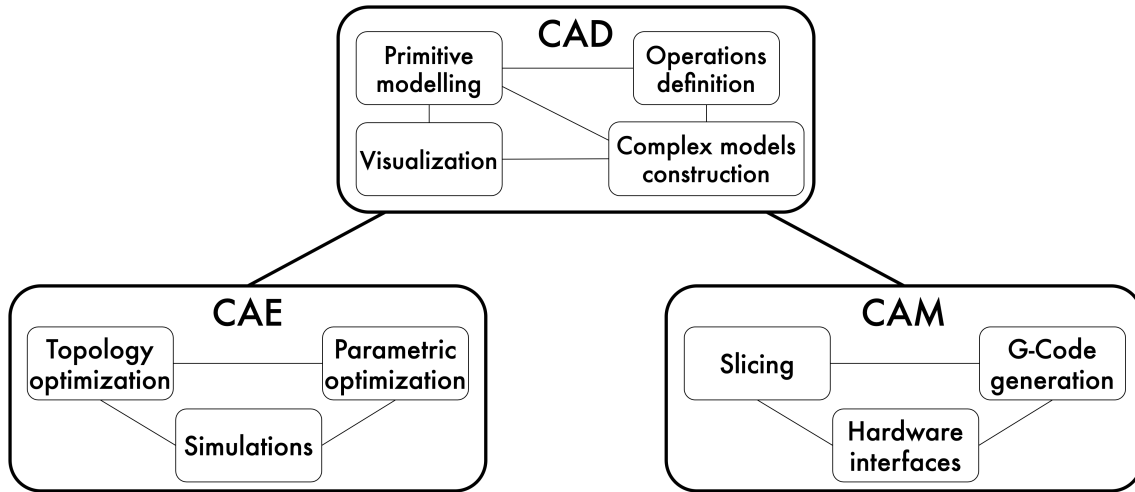 CAD
Primitive
modelling
Operations
definition
Visualization
Complex models
construction
CAE
Topology
optimization
Parametric
optimization
Simulations
CAM
Slicing
G-Code
generation
Hardware
interfaces